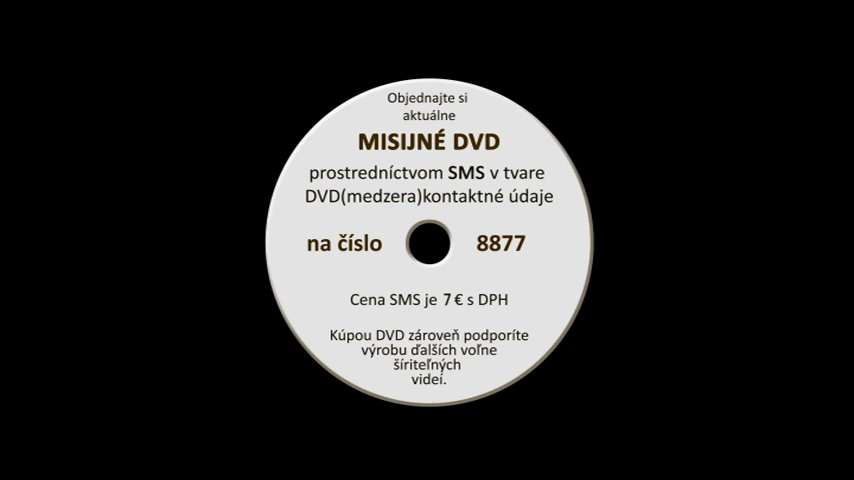 Objednajte si
aktuálne
MISIJNÉ DVD
prostredníctvom SMS v tvare
DVD(medzera)kontaktné údaje
na číslo 8877
Cena SMS je 7 € s DPH
Kúpou DVD zároveň podporíte
výrobu ďalších voľne
šíriteľných
videí.